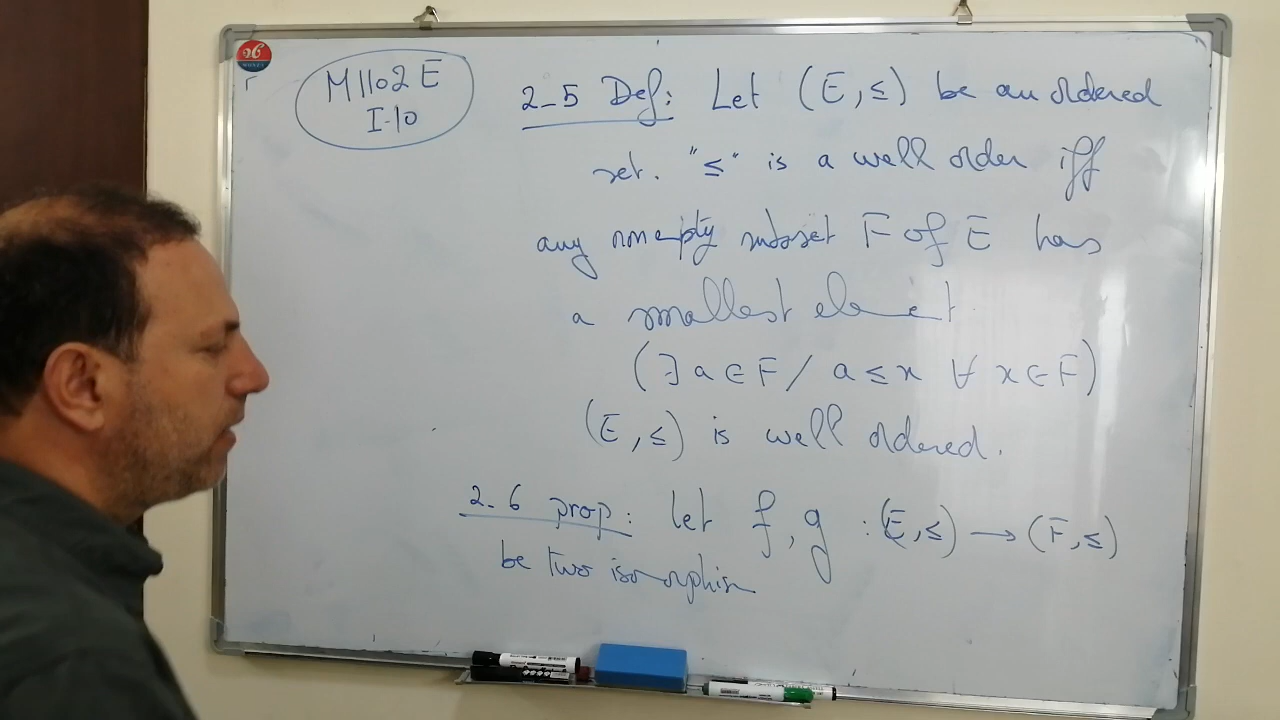 M1102 E
I-10
2-5 Def: Let (E,≤) be an ordered
set. "≤" is a well order iff
any nonempty subset F of E has
a smallest element.
(∃ a ∈ F / a ≤ x ∀ x ∈ F)
(E,≤) is well ordered.
2-6 prop: let f, g : (E,≤) → (F,≤)
be two isomorphism